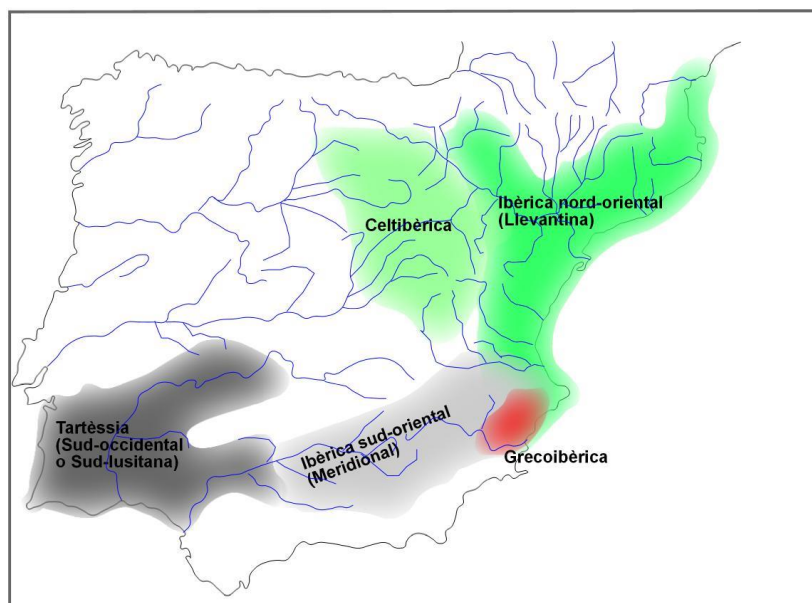 Celtibèrica
Ibèrica nord-oriental
(Llevantina)
Tartèssia
(Sud-occidental
o Sud-lusitana)
Ibèrica sud-oriental
(Meridional)
Grecoibèrica